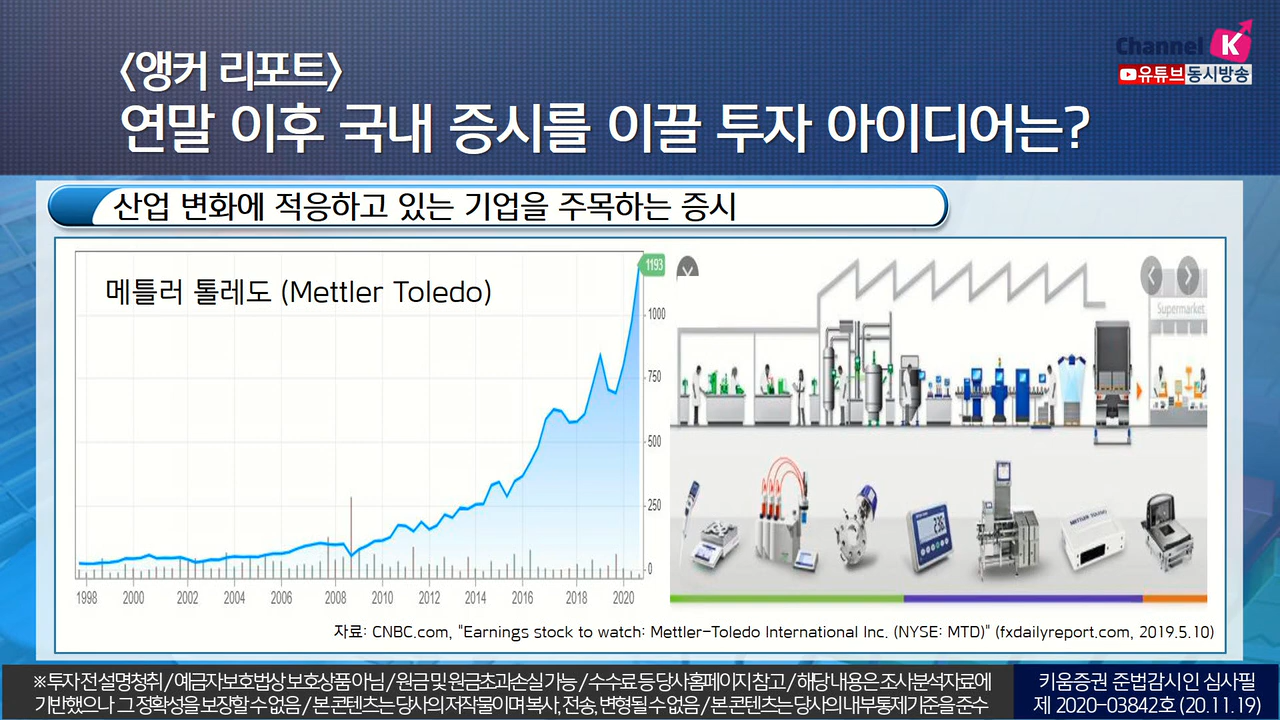 <앵커 리포트>
연말 이후 국내 증시를 이끌 투자 아이디어는?
Channel K
유튜브동시방송
산업 변화에 적응하고 있는 기업을 주목하는 증시
메틀러 톨레도 (Mettler Toledo)
1193
1000
750
500
250
0
1998 2000 2002 2004 2006 2008 2010 2012 2014 2016 2018 2020
Supermarket
METTLER TOLEDO
자료: CNBC.com, "Earnings stock to watch: Mettler-Toledo International Inc. (NYSE: MTD)" (fxdailyreport.com, 2019.5.10)
※ 투자 전 설명청취 / 예금자보호법상 보호상품 아님 / 원금 및 원금초과손실 가능 / 수수료 등 당사홈페이지 참고 / 해당 내용은 조사분석자료에
기반했으나 그 정확성을 보장할 수 없음 / 본 콘텐츠는 당사의 저작물이며 복사, 전송, 변형될 수 없음 / 본 콘텐츠는 당사의 내부통제기준을 준수
키움증권 준법감시인 심사필
제 2020-03842호 (20.11.19)